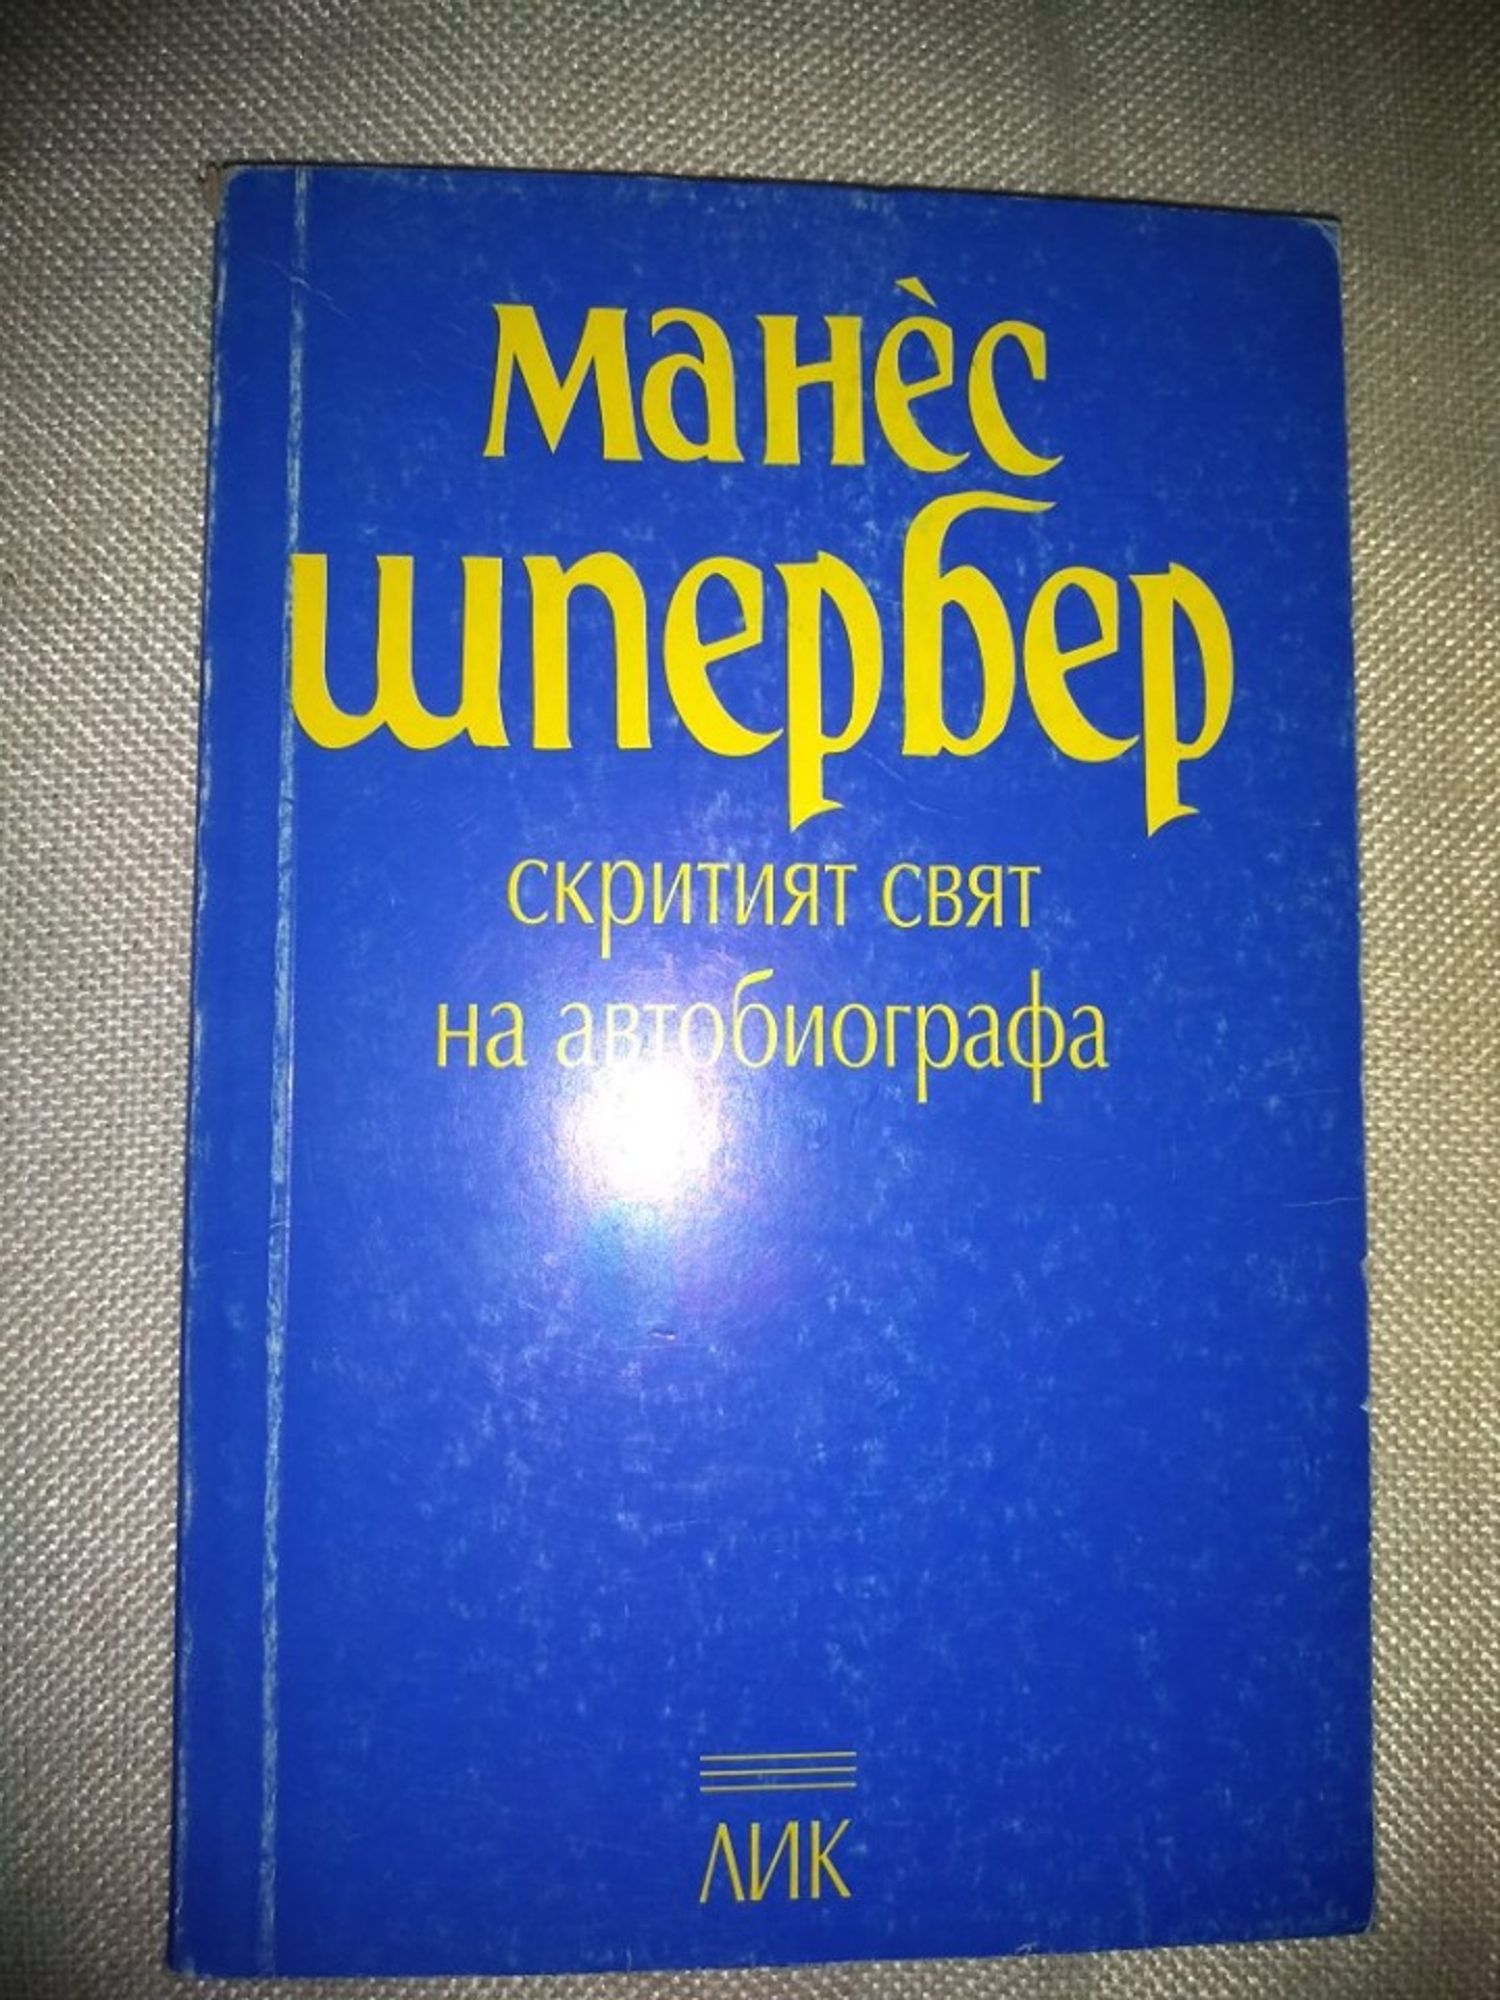 манѐс
шпербер
скритият свят
на автобиографа
ЛИК